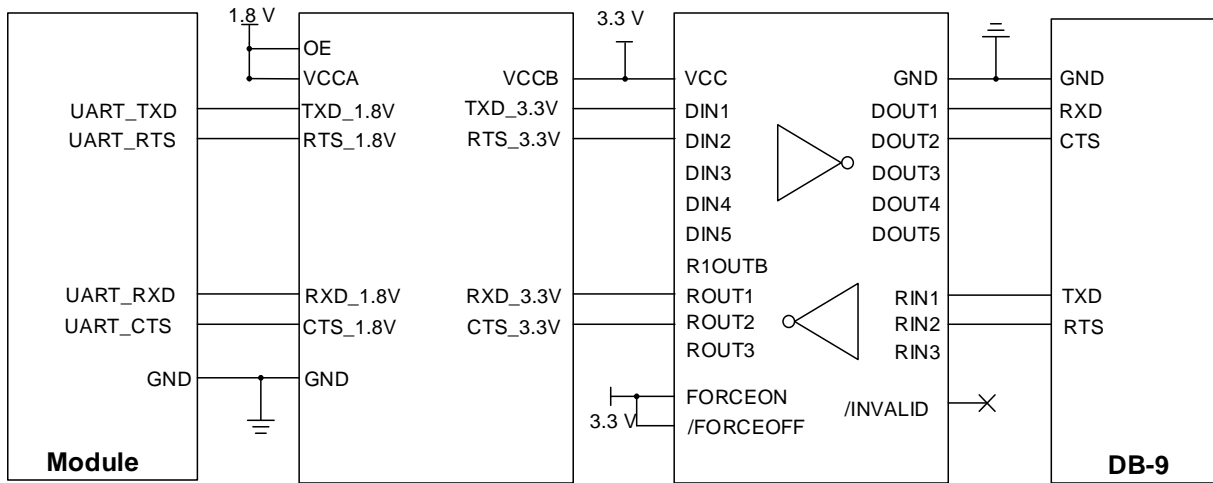 1.8 V
3.3 V
OE
VCCA
VCCB
VCC
GND
GND
UART_TXD
TXD_1.8V
TXD_3.3V
DIN1
DOUT1
RXD
UART_RTS
RTS_1.8V
RTS_3.3V
DIN2
DOUT2
CTS
DIN3
DOUT3
DIN4
DOUT4
DIN5
DOUT5
R1OUTB
UART_RXD
RXD_1.8V
RXD_3.3V
ROUT1
RIN1
TXD
UART_CTS
CTS_1.8V
CTS_3.3V
ROUT2
RIN2
RTS
ROUT3
RIN3
GND
GND
FORCEON
/INVALID
3.3 V
/FORCEOFF
Module
DB-9